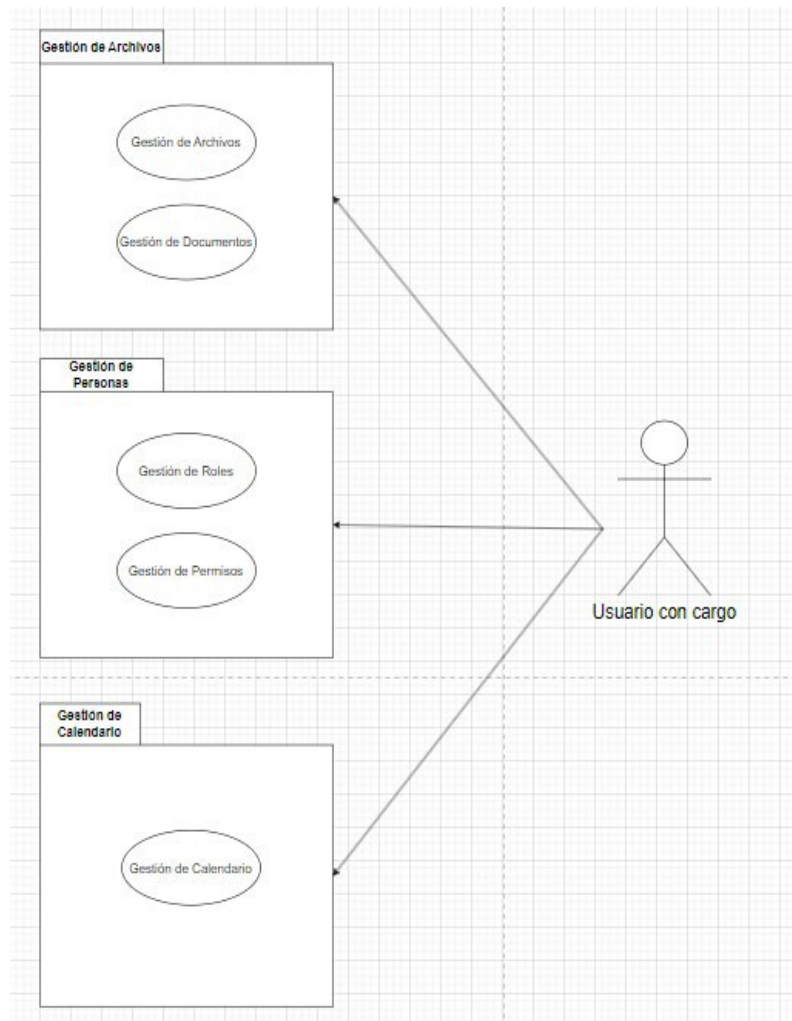 Gestión de Archivos
Gestión de Archivos
Gestión de Documentos
Gestión de
Personas
Gestión de Roles
Gestión de Permisos
Usuario con cargo
Gestión de
Calendario
Gestión de Calendario